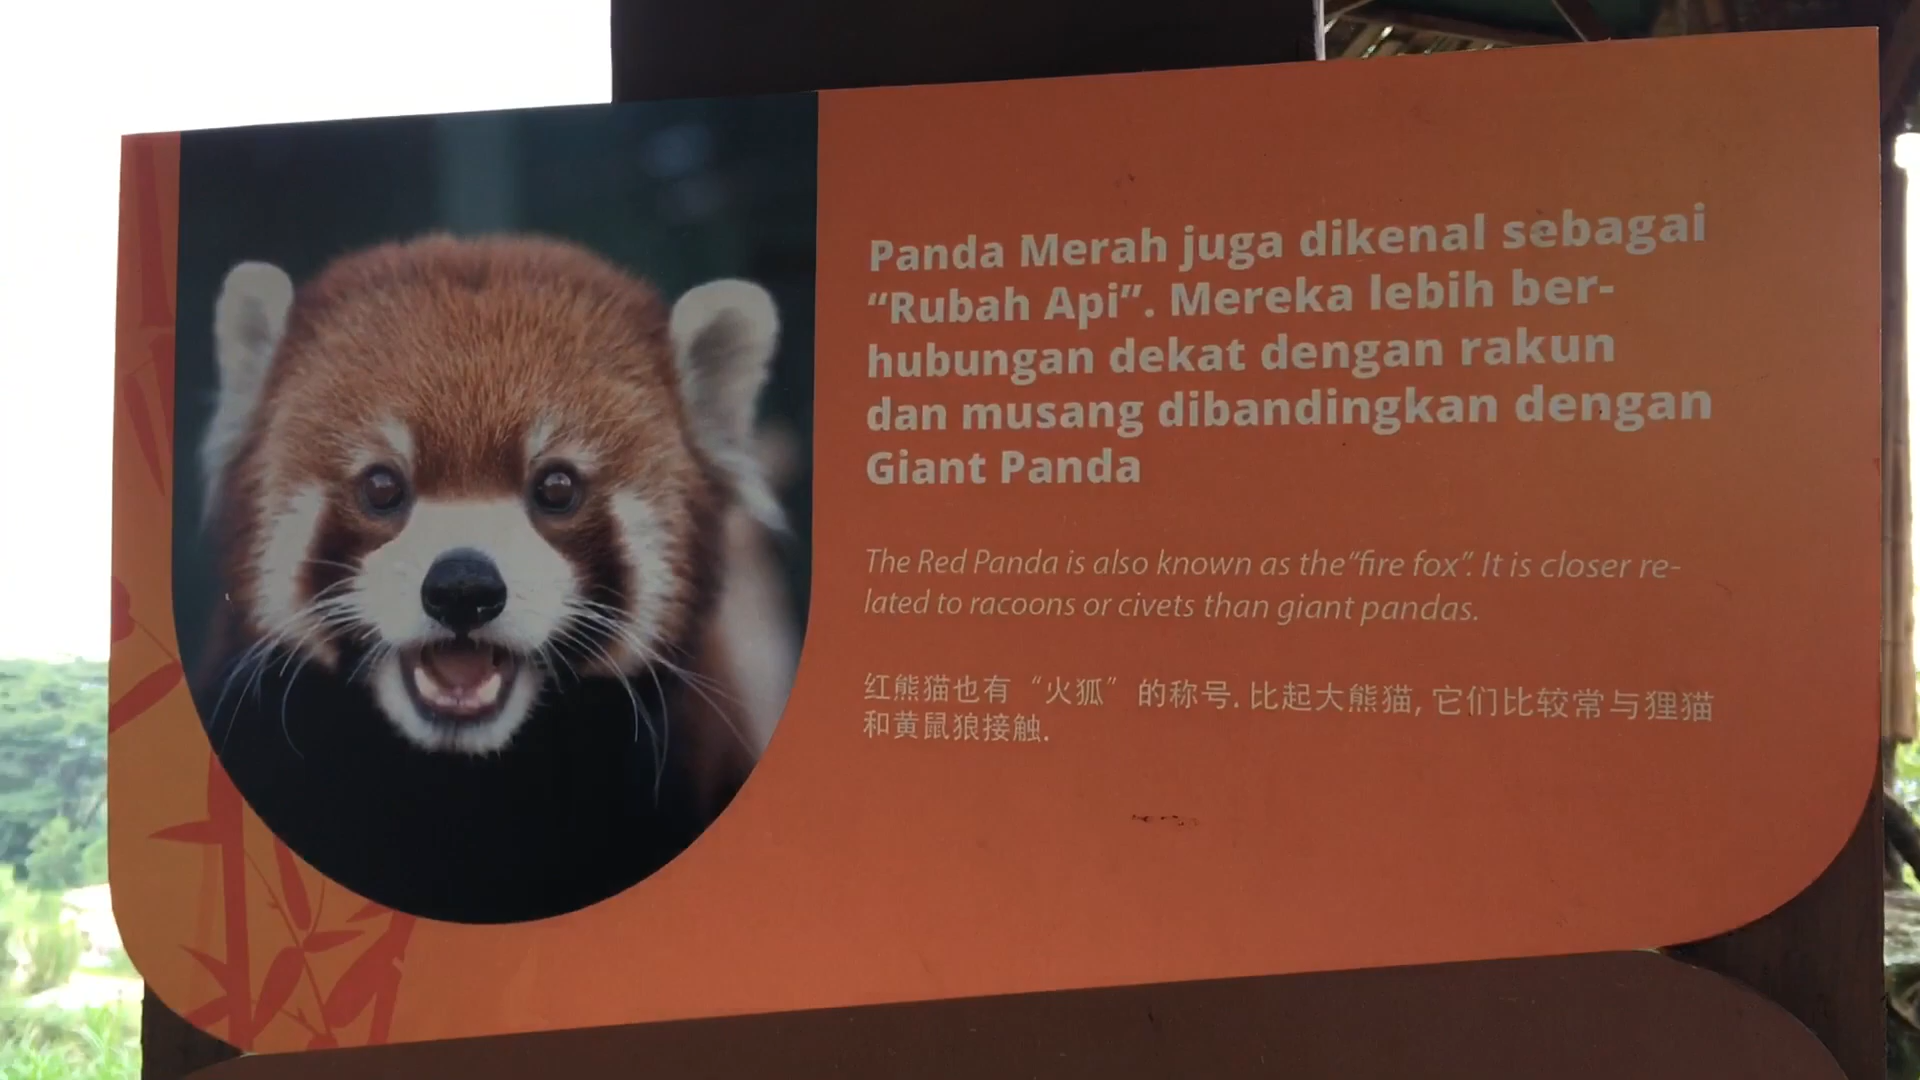 Panda Merah juga dikenal sebagai
“Rubah Api”. Mereka lebih ber-
hubungan dekat dengan rakun
dan musang dibandingkan dengan
Giant Panda
The Red Panda is also known as the“fire fox”. It is closer re-
lated to racoons or civets than giant pandas.
红熊猫也有“火狐”的称号. 比起大熊猫, 它们比较常与狸猫
和黄鼠狼接触.